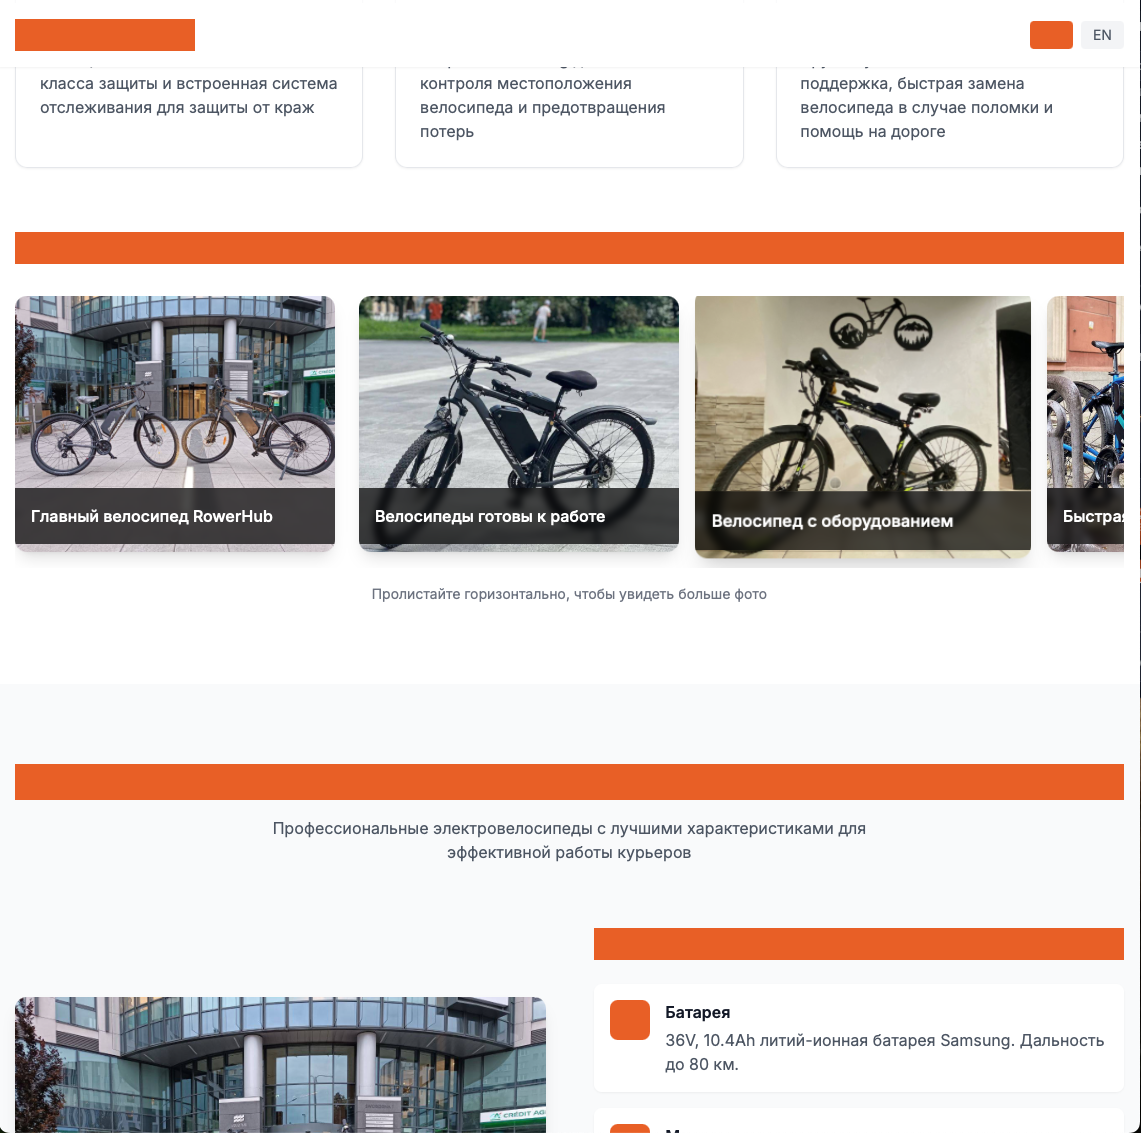 EN
класса защиты и встроенная система
отслеживания для защиты от краж
контроля местоположения
велосипеда и предотвращения
потерь
поддержка, быстрая замена
велосипеда в случае поломки и
помощь на дороге
Главный велосипед RowerHub
Велосипеды готовы к работе
Велосипед с оборудованием
Пролистайте горизонтально, чтобы увидеть больше фото
Профессиональные электровелосипеды с лучшими характеристиками для
эффективной работы курьеров
Батарея
36V, 10.4Ah литий-ионная батарея Samsung. Дальность
до 80 км.